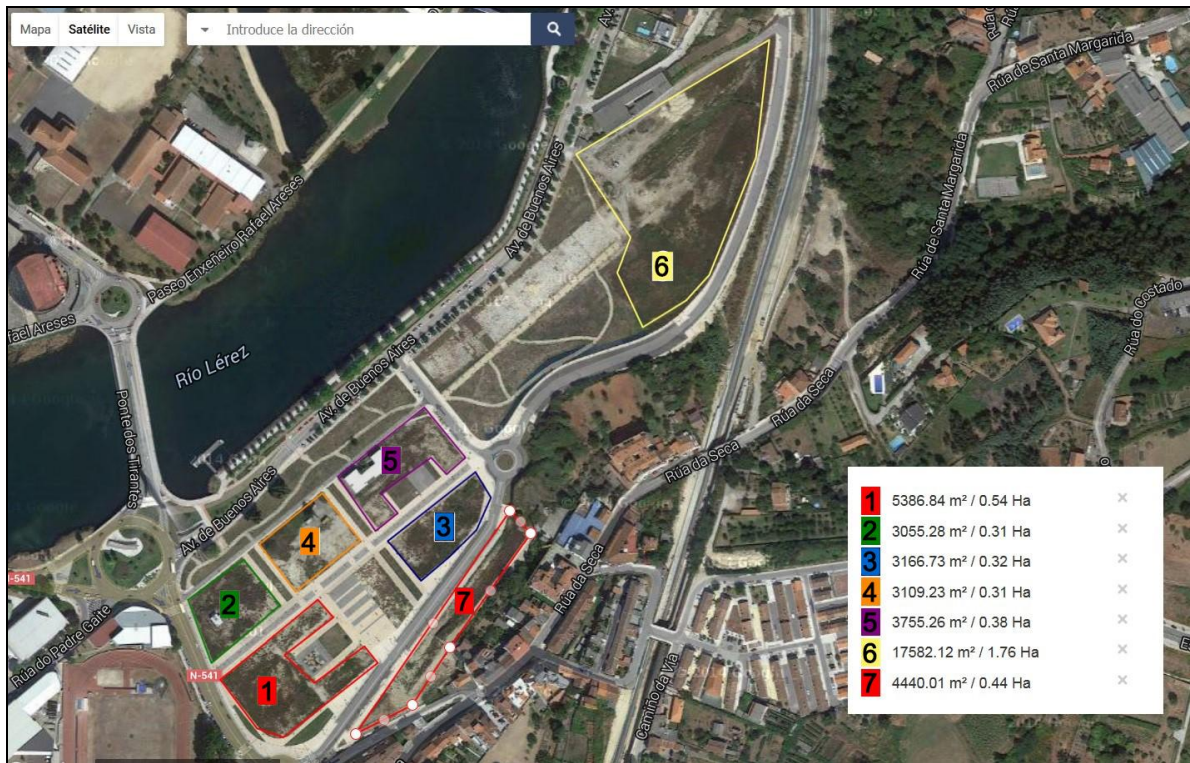 Mapa Satélite Vista
Introduce la dirección
Av. de Buenos Aires
Paseo Enxeñeiro Rafael Areses
Rafael Areses
Río Lérez
Ponte dos Tirantes
Av. de Buenos Aires
Av. de Buenos Aires
Rúa de Santa Margarida
Rúa de Santa Margarida
Rúa de Santa Margarida
Rúa do Costado
Rúa da Seca
Rúa da Seca
Rúa da Seca
Camiño da Vía
Rúa do Padre Gaite
N-541
N-541
6
5
4
3
2
1
7
1 5386.84 m² / 0.54 Ha ×
2 3055.28 m² / 0.31 Ha ×
3 3166.73 m² / 0.32 Ha ×
4 3109.23 m² / 0.31 Ha ×
5 3755.26 m² / 0.38 Ha ×
6 17582.12 m² / 1.76 Ha ×
7 4440.01 m² / 0.44 Ha ×